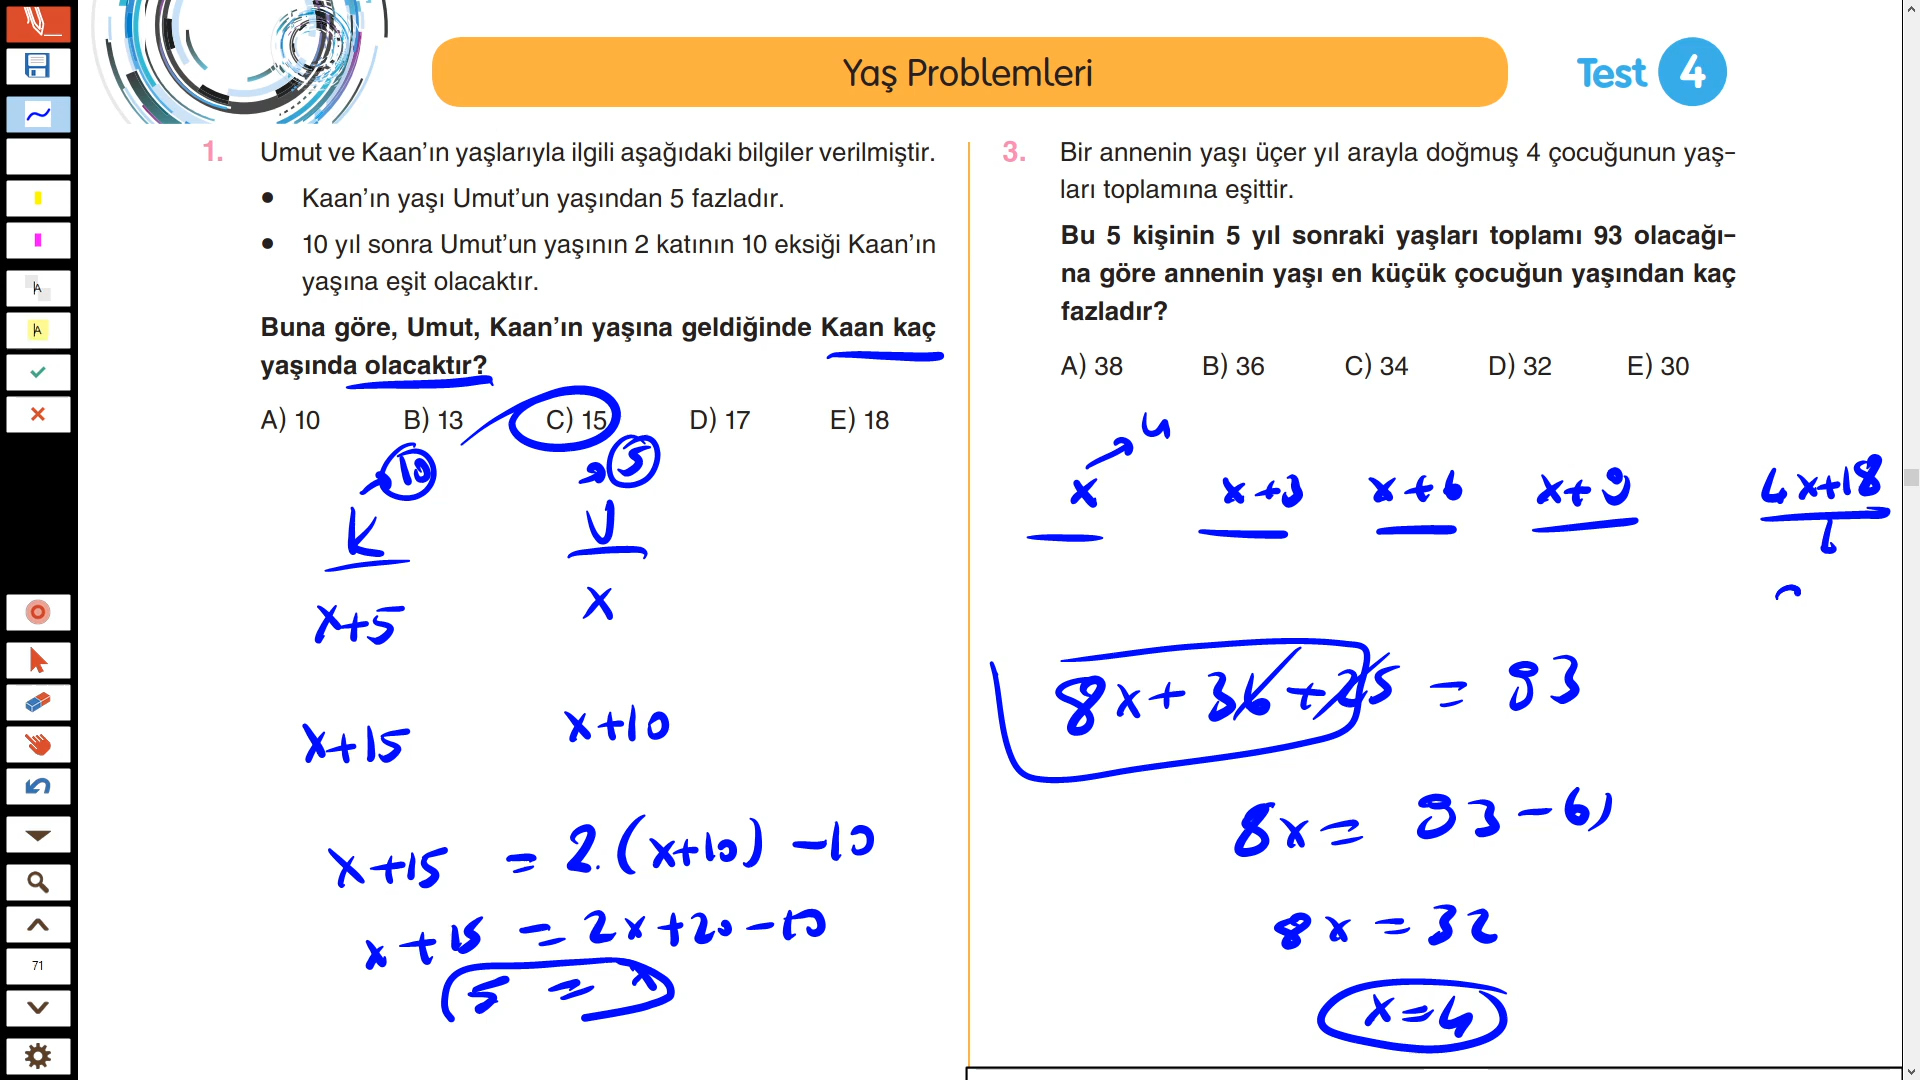 Yaş Problemleri
Test 4
1. Umut ve Kaan'ın yaşlarıyla ilgili aşağıdaki bilgiler verilmiştir.
• Kaan'ın yaşı Umut'un yaşından 5 fazladır.
• 10 yıl sonra Umut'un yaşının 2 katının 10 eksiği Kaan'ın
yaşına eşit olacaktır.
Buna göre, Umut, Kaan'ın yaşına geldiğinde Kaan kaç
yaşında olacaktır?
A) 10 B) 13 C) 15 D) 17 E) 18
10 5
K U
x+5 x
x+15 x+10
x+15 = 2.(x+10) -10
x+15 = 2x+20-10
5 = x
3. Bir annenin yaşı üçer yıl arayla doğmuş 4 çocuğunun yaş-
ları toplamına eşittir.
Bu 5 kişinin 5 yıl sonraki yaşları toplamı 93 olacağı-
na göre annenin yaşı en küçük çocuğun yaşından kaç
fazladır?
A) 38 B) 36 C) 34 D) 32 E) 30
4
x x+3 x+6 x+9 4x+18
8x+36+25 = 93
8x = 93-61
8x = 32
x=4
71